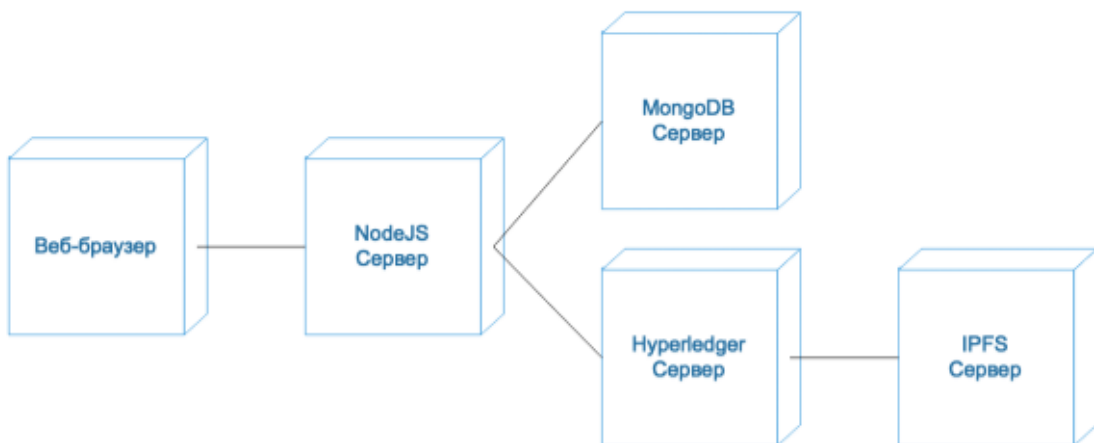 Веб-браузер
NodeJS
Сервер
MongoDB
Сервер
Hyperledger
Сервер
IPFS
Сервер